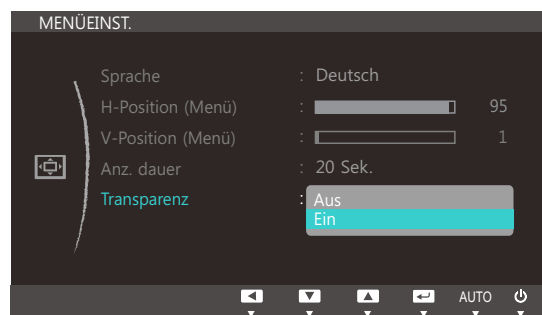 MENÜEINST.
Sprache : Deutsch
H-Position (Menü) : 95
V-Position (Menü) : 1
Anz. dauer : 20 Sek.
Transparenz : Aus
Ein
AUTO